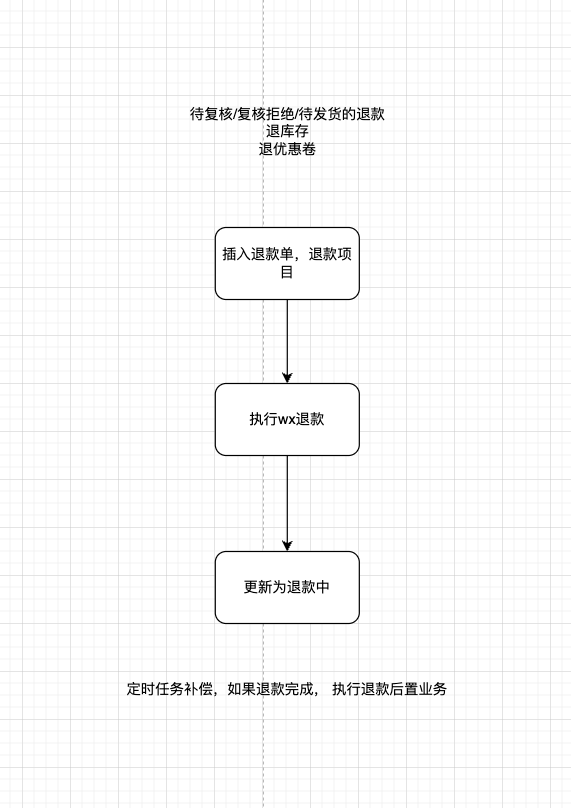 待复核/复核拒绝/待发货的退款
退库存
退优惠卷
插入退款单，退款项
目
执行wx退款
更新为退款中
定时任务补偿，如果退款完成， 执行退款后置业务